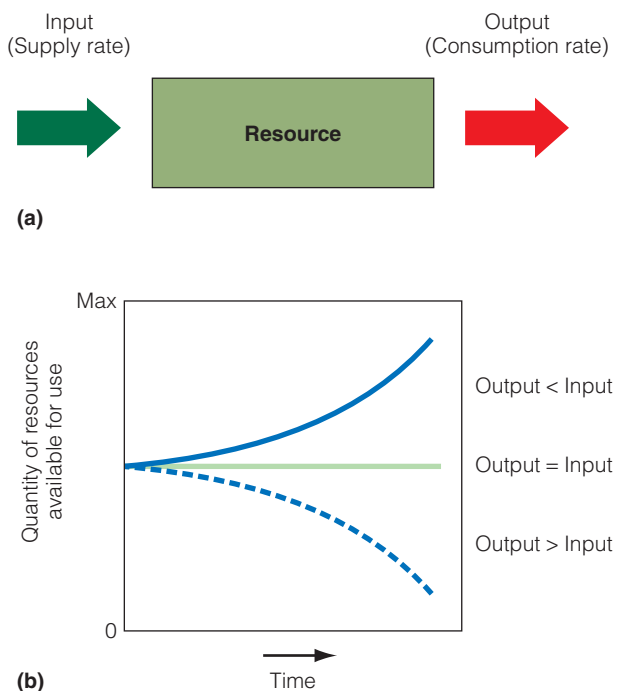 Input
(Supply rate)
Output
(Consumption rate)
Resource
(a)
Max
Quantity of resources
available for use
Output < Input
Output = Input
Output > Input
0
Time
(b)